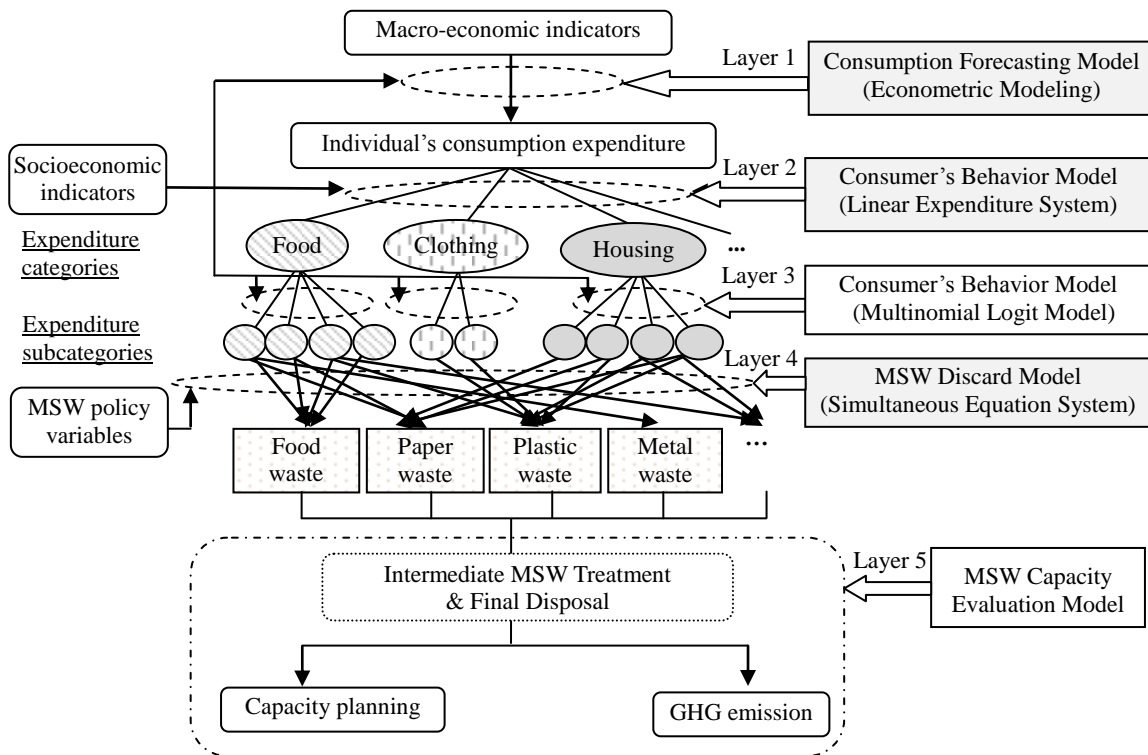 Macro-economic indicators
Layer 1
Consumption Forecasting Model
(Econometric Modeling)
Individual's consumption expenditure
Socioeconomic
indicators
Layer 2
Consumer's Behavior Model
(Linear Expenditure System)
Expenditure
categories
Food
Clothing
Housing
...
Layer 3
Consumer's Behavior Model
(Multinomial Logit Model)
Expenditure
subcategories
Layer 4
MSW Discard Model
(Simultaneous Equation System)
MSW policy
variables
Food
waste
Paper
waste
Plastic
waste
Metal
waste
...
Intermediate MSW Treatment
& Final Disposal
Layer 5
MSW Capacity
Evaluation Model
Capacity planning
GHG emission